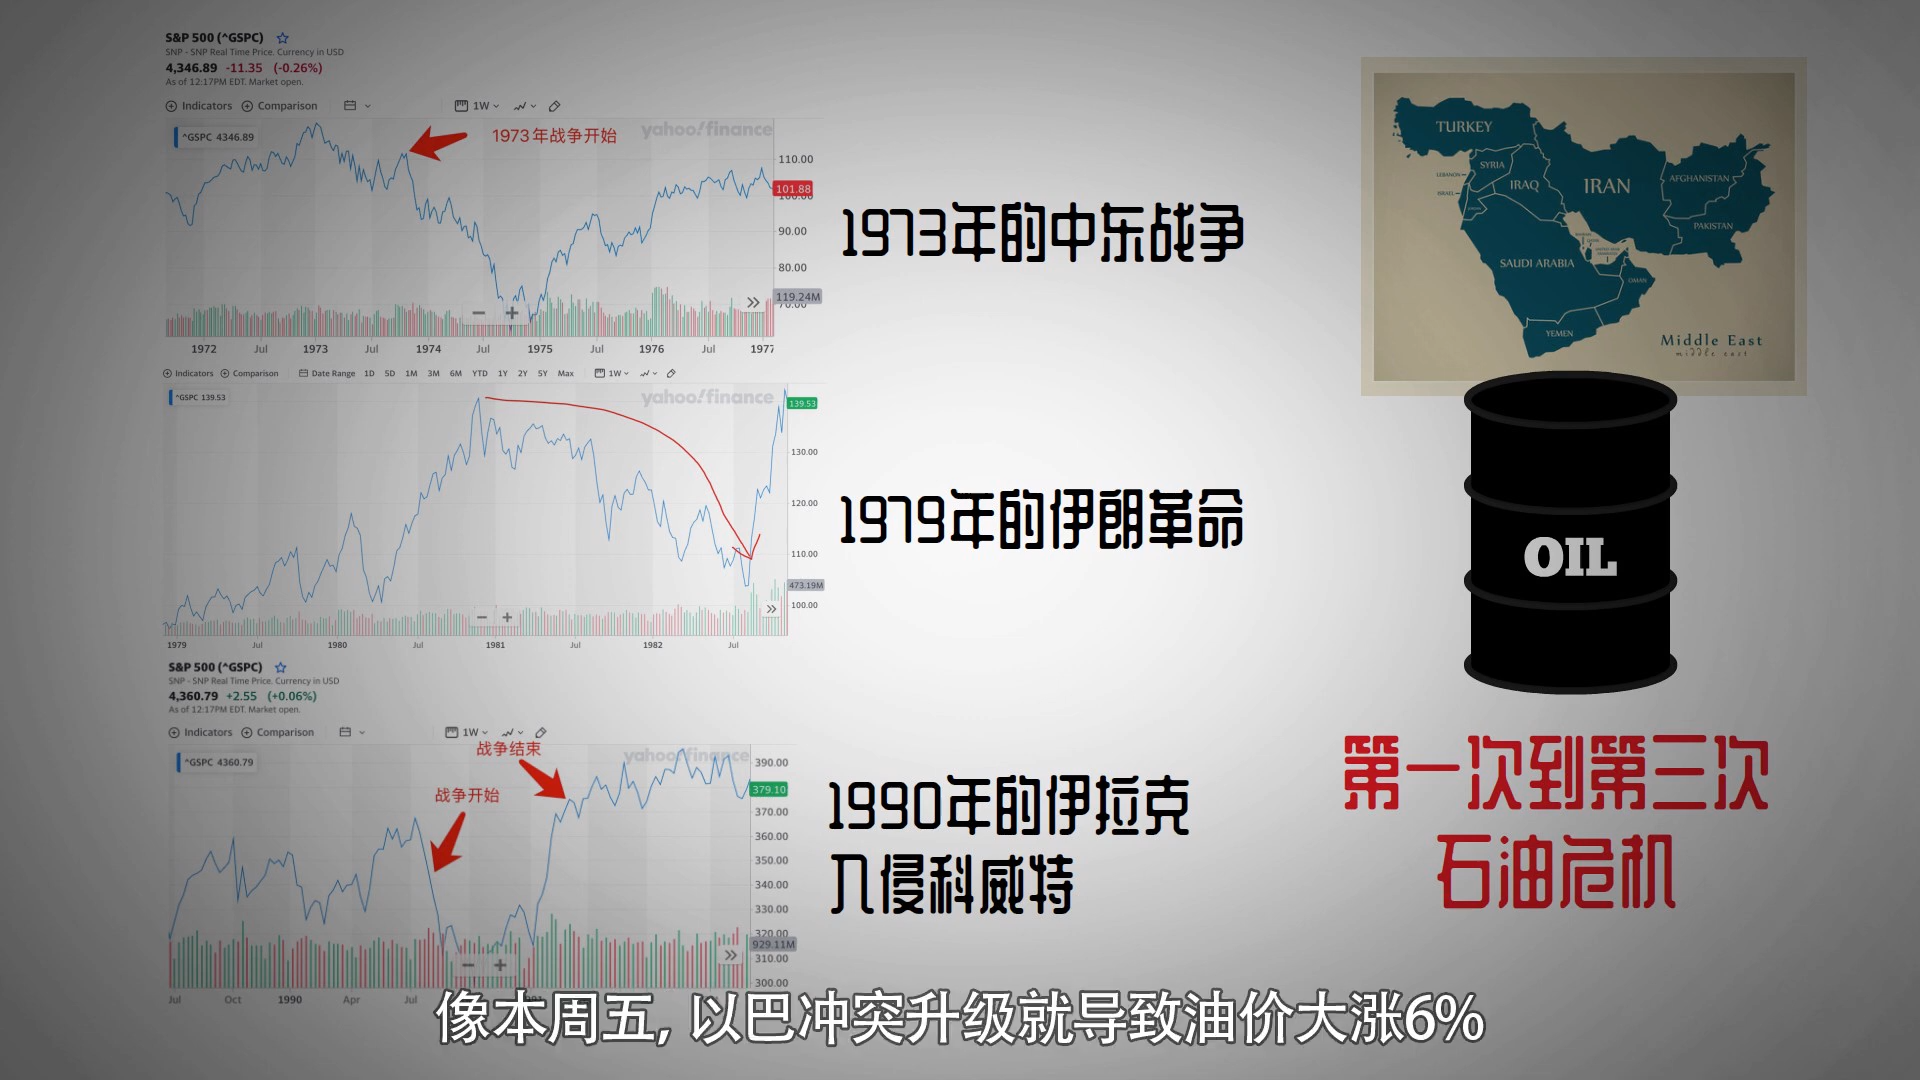 S&P 500 (^GSPC)
SNP - SNP Real Time Price. Currency in USD
4,346.89 -11.35 (-0.26%)
As of 12:17PM EDT. Market open.
Indicators Comparison 1W
^GSPC 4346.89
1973年战争开始
yahoo!finance
110.00
101.88
90.00
80.00
119.24M
70.00
1972 Jul 1973 Jul 1974 Jul 1975 Jul 1976 Jul 1977
Indicators Comparison Date Range 1D 5D 1M 3M 6M YTD 1Y 2Y 5Y Max 1W
^GSPC 139.53
yahoo!finance
139.53
130.00
120.00
110.00
473.19M
100.00
1979 Jul 1980 Jul 1981 Jul 1982 Jul
S&P 500 (^GSPC)
SNP - SNP Real Time Price. Currency in USD
4,360.79 +2.55 (+0.06%)
As of 12:17PM EDT. Market open.
Indicators Comparison 1W
^GSPC 4360.79
战争结束
战争开始
yahoo!finance
390.00
379.10
370.00
360.00
350.00
340.00
330.00
320.00
929.11M
310.00
300.00
Jul Oct 1990 Apr Jul
1973年的中东战争
1979年的伊朗革命
1990年的伊拉克
入侵科威特
TURKEY
SYRIA
LEBANON
IRAQ
IRAN
AFGHANISTAN
ISRAEL
PAKISTAN
SAUDI ARABIA
OMAN
YEMEN
Middle East
middle east
OIL
第一次到第三次
石油危机
像本周五, 以巴冲突升级就导致油价大涨6%